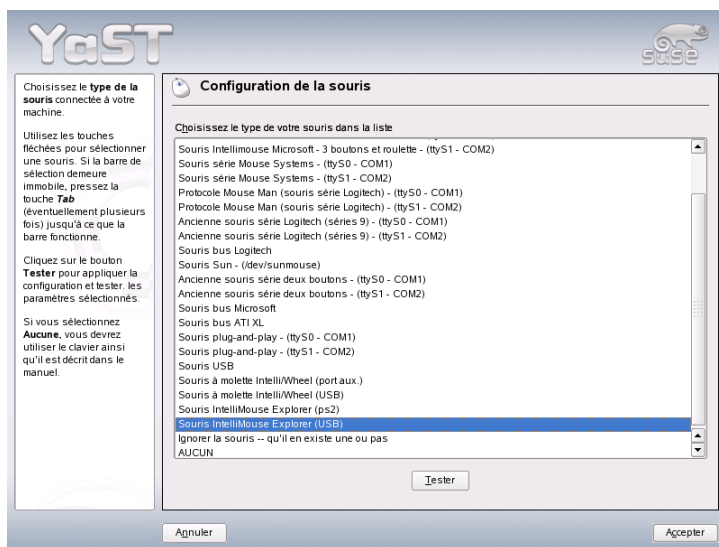 YaST
SUSE
Choisissez le type de la
souris connectée à votre
machine.
Utilisez les touches
fléchées pour sélectionner
une souris. Si la barre de
sélection demeure
immobile, pressez la
touche Tab
(éventuellement plusieurs
fois) jusqu'à ce que la
barre fonctionne.
Cliquez sur le bouton
Tester pour appliquer la
configuration et tester. les
paramètres sélectionnés.
Si vous sélectionnez
Aucune, vous devrez
utiliser le clavier ainsi
qu'il est décrit dans le
manuel.
Configuration de la souris
Choisissez le type de votre souris dans la liste
Souris Intellimouse Microsoft - 3 boutons et roulette - (ttyS1 - COM2)
Souris série Mouse Systems - (ttyS0 - COM1)
Souris série Mouse Systems - (ttyS1 - COM2)
Protocole Mouse Man (souris série Logitech) - (ttyS0 - COM1)
Protocole Mouse Man (souris série Logitech) - (ttyS1 - COM2)
Ancienne souris série Logitech (séries 9) - (ttyS0 - COM1)
Ancienne souris série Logitech (séries 9) - (ttyS1 - COM2)
Souris bus Logitech
Souris Sun - (/dev/sunmouse)
Ancienne souris série deux boutons - (ttyS0 - COM1)
Ancienne souris série deux boutons - (ttyS1 - COM2)
Souris bus Microsoft
Souris bus ATI XL
Souris plug-and-play - (ttyS0 - COM1)
Souris plug-and-play - (ttyS1 - COM2)
Souris USB
Souris à molette Intelli/Wheel (port aux.)
Souris à molette Intelli/Wheel (USB)
Souris IntelliMouse Explorer (ps2)
Souris IntelliMouse Explorer (USB)
Ignorer la souris -- qu'il en existe une ou pas
AUCUN
Tester
Annuler
Accepter